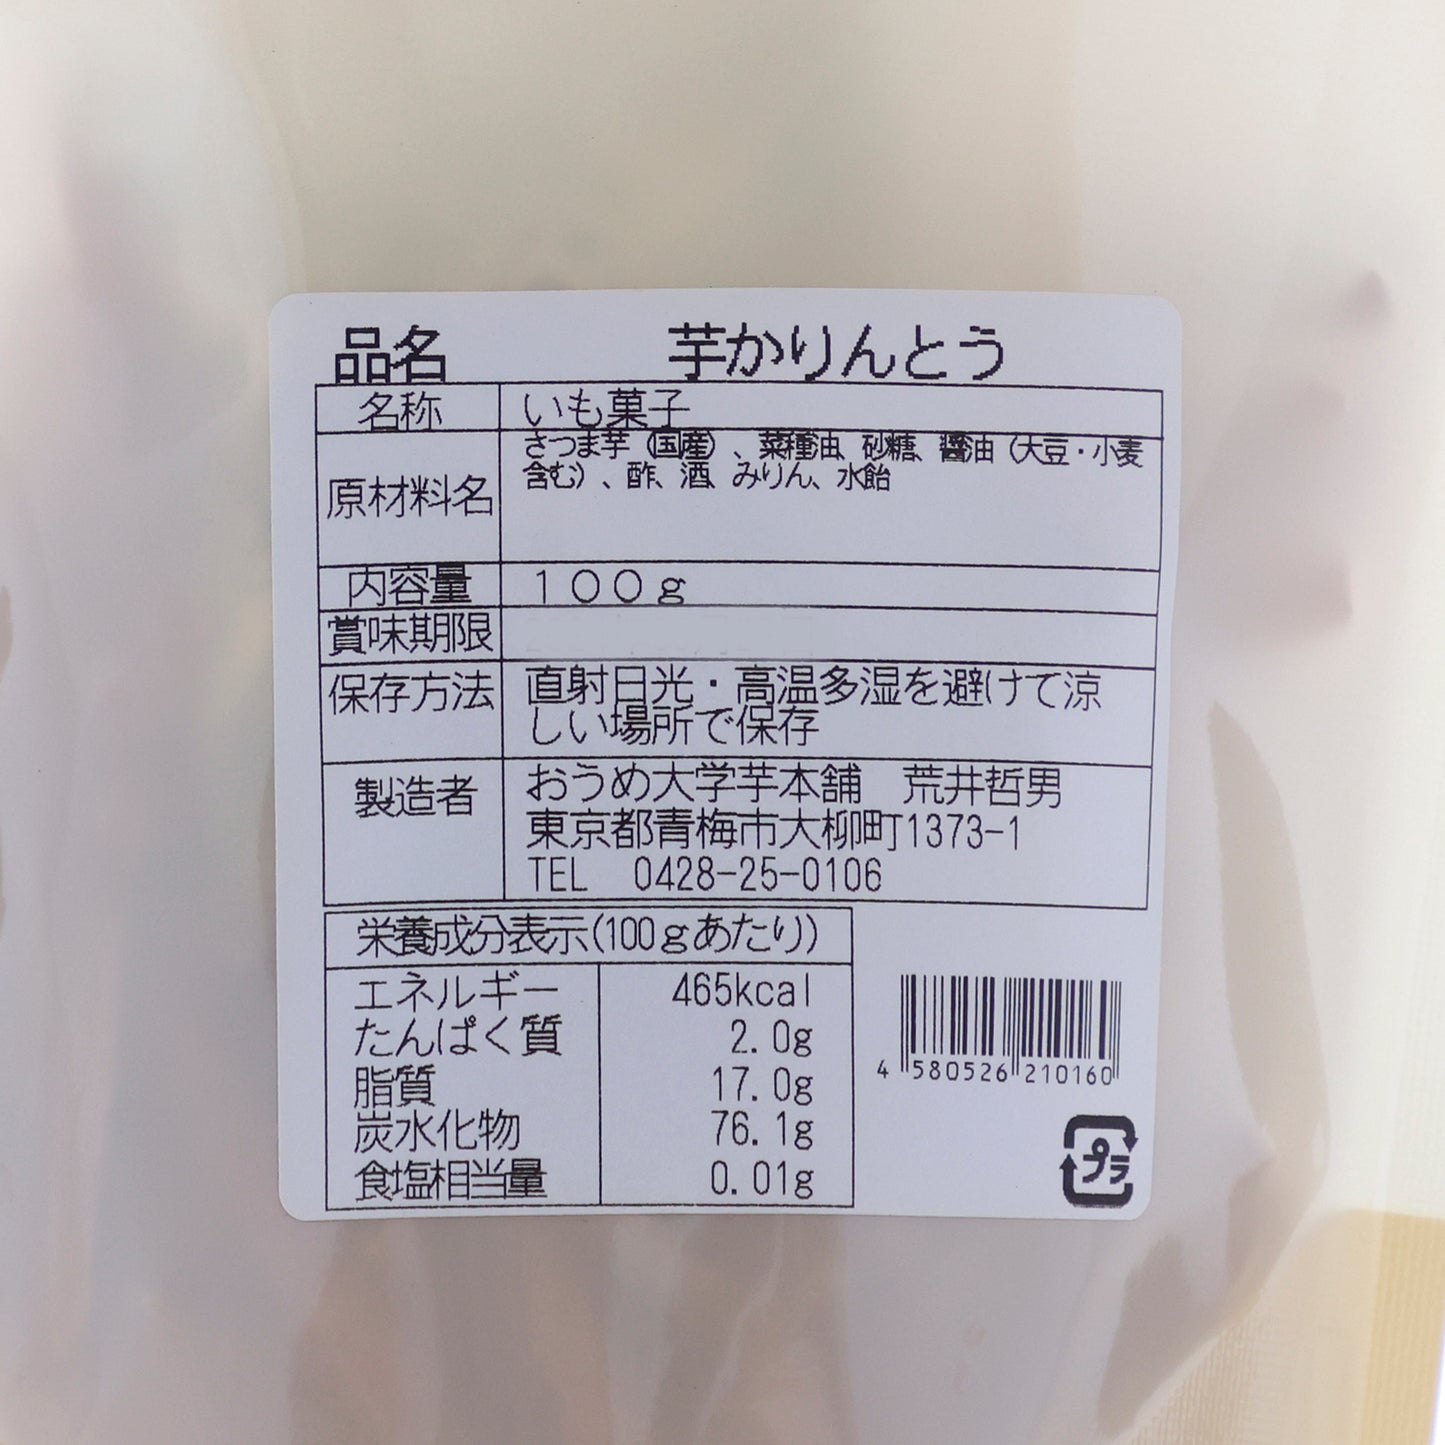 品名 芋かりんとう
名称 いも菓子
原材料名 さつま芋（国産）、菜種油、砂糖、醤油（大豆・小麦
含む）、酢、酒、みりん、水飴
内容量 １００ｇ
賞味期限
保存方法 直射日光・高温多湿を避けて涼
しい場所で保存
製造者 おうめ大学芋本舗　荒井哲男
東京都青梅市大柳町1373-1
TEL　0428-25-0106
栄養成分表示(100ｇあたり)
エネルギー 465kcal
たんぱく質 2.0g
脂質 17.0g
炭水化物 76.1g
食塩相当量 0.01g
4 580526 210160
プラ